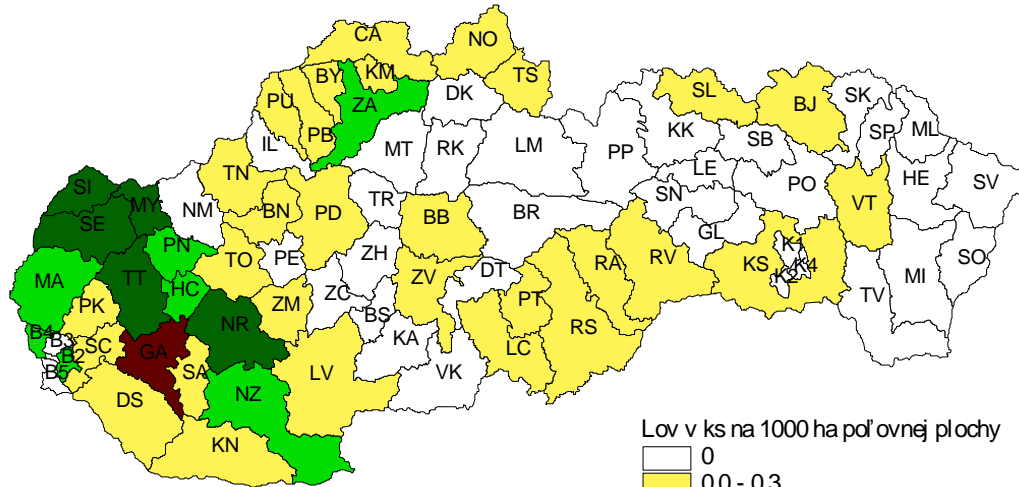 CA
NO
BY
KM
TS
DK
PU
ZA
SL
BJ
SK
PB
IL
MT
RK
LM
PP
KK
SB
SP
ML
TN
LE
PO
HE
SV
SI
MY
NM
BN
PD
TR
BB
BR
SN
VT
SE
PN
TO
PE
ZH
GL
K1
SO
MA
TT
HC
ZM
ZC
ZV
DT
PT
RA
RV
KS
K2
K4
MI
TV
PK
NR
BS
KA
RS
B4
B3
B2
SC
GA
SA
LV
LC
VK
B5
DS
NZ
KN
Lov v ks na 1000 ha poľovnej plochy
0
0.0 - 0.3